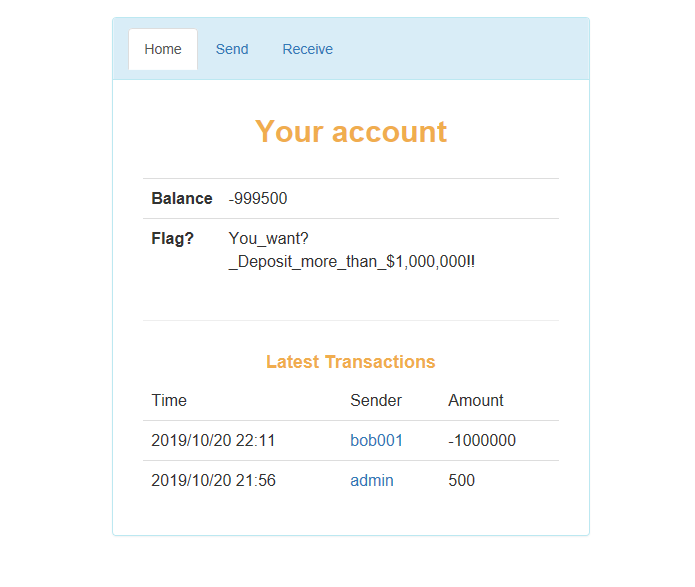 Home Send Receive
Your account
Balance -999500
Flag? You_want?
_Deposit_more_than_$1,000,000!!
Latest Transactions
Time Sender Amount
2019/10/20 22:11 bob001 -1000000
2019/10/20 21:56 admin 500